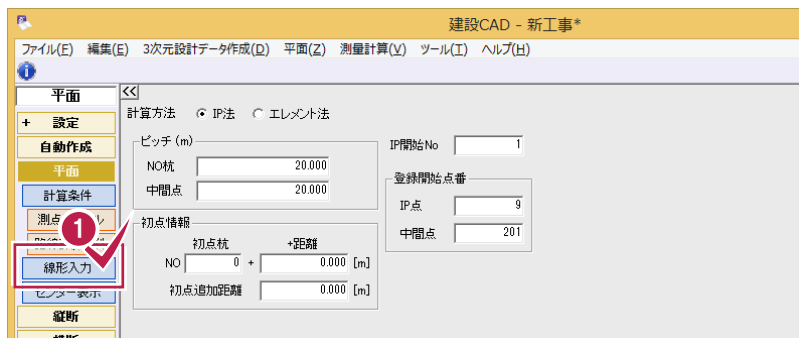 建設CAD - 新工事*
ファイル(F) 編集(E) 3次元設計データ作成(D) 平面(Z) 測量計算(V) ツール(T) ヘルプ(H)
平面
<<
計算方法 IP法 エレメント法
+ 設定
自動作成
平面
計算条件
線形入力
センター表示
縦断
ピッチ(m)
NO杭 20.000
中間点 20.000
初点情報
初点杭 +距離
NO 0 + 0.000 [m]
初点追加距離 0.000 [m]
IP開始No 1
登録開始点番
IP点 9
中間点 201
1